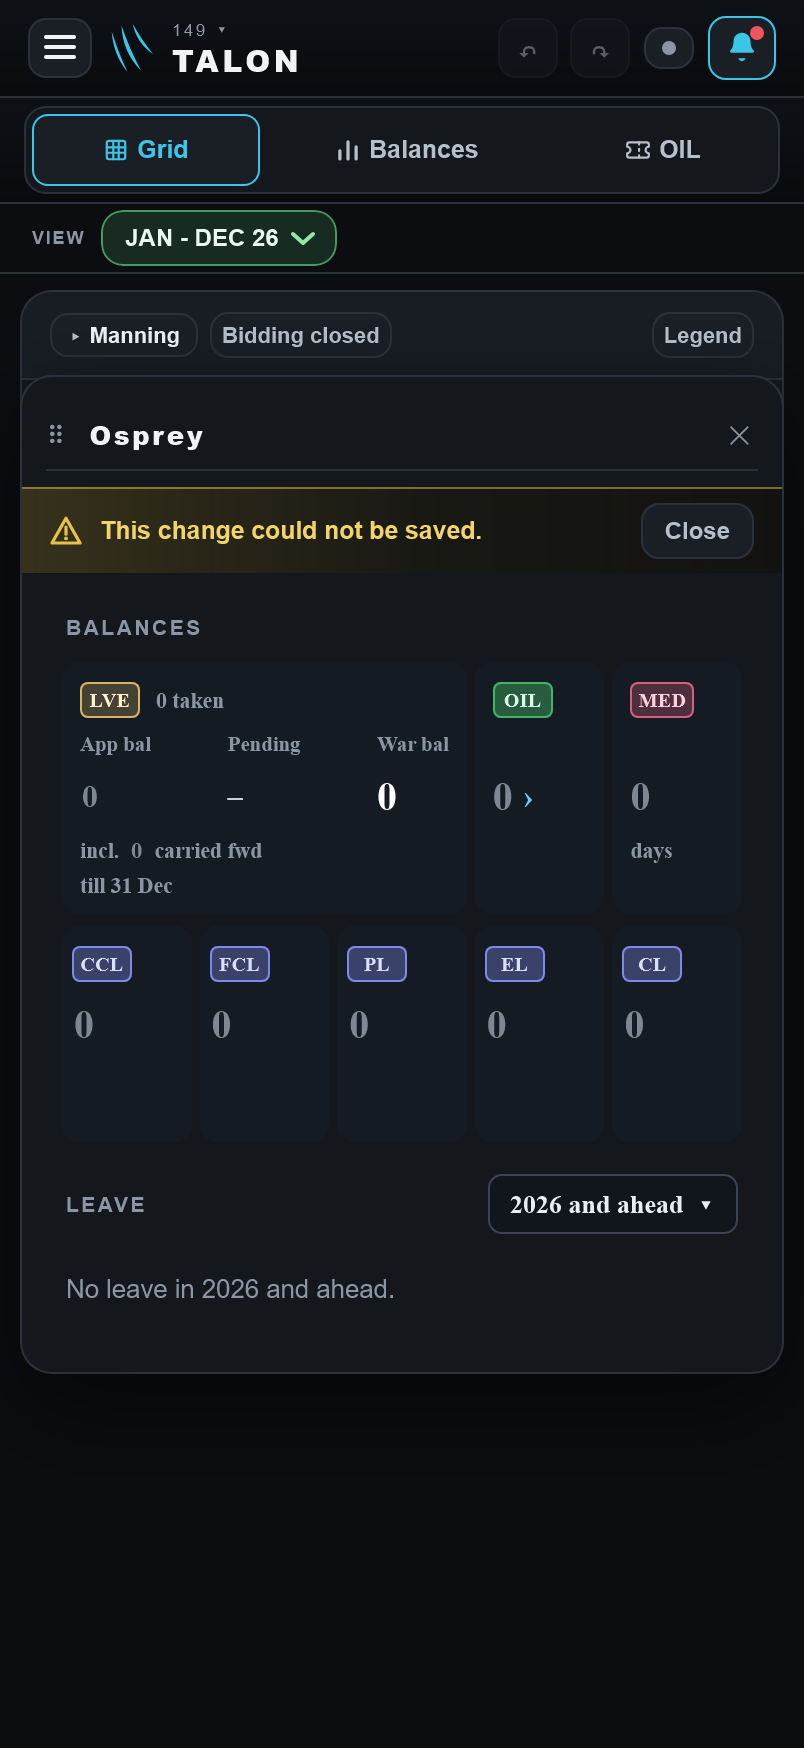 149 ▾
TALON
Grid
Balances
OIL
VIEW
JAN - DEC 26
▸ Manning
Bidding closed
Legend
Osprey
This change could not be saved.
Close
BALANCES
LVE 0 taken
OIL
MED
App bal Pending War bal
0 – 0
0 ›
0
incl. 0 carried fwd
days
till 31 Dec
CCL FCL PL EL CL
0 0 0 0 0
LEAVE
2026 and ahead ▾
No leave in 2026 and ahead.